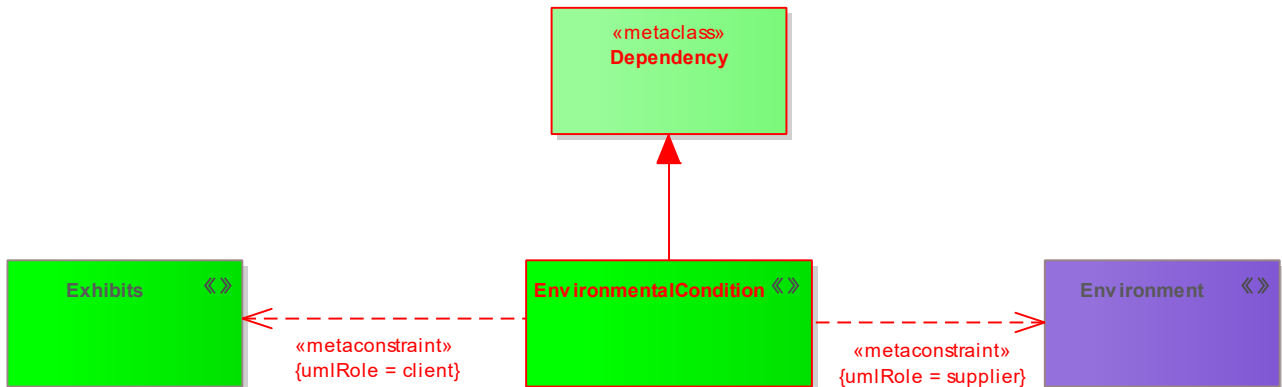 «metaclass»
Dependency
Exhibits «»
EnvironmentalCondition «»
Environment «»
«metaconstraint»
{umlRole = client}
«metaconstraint»
{umlRole = supplier}